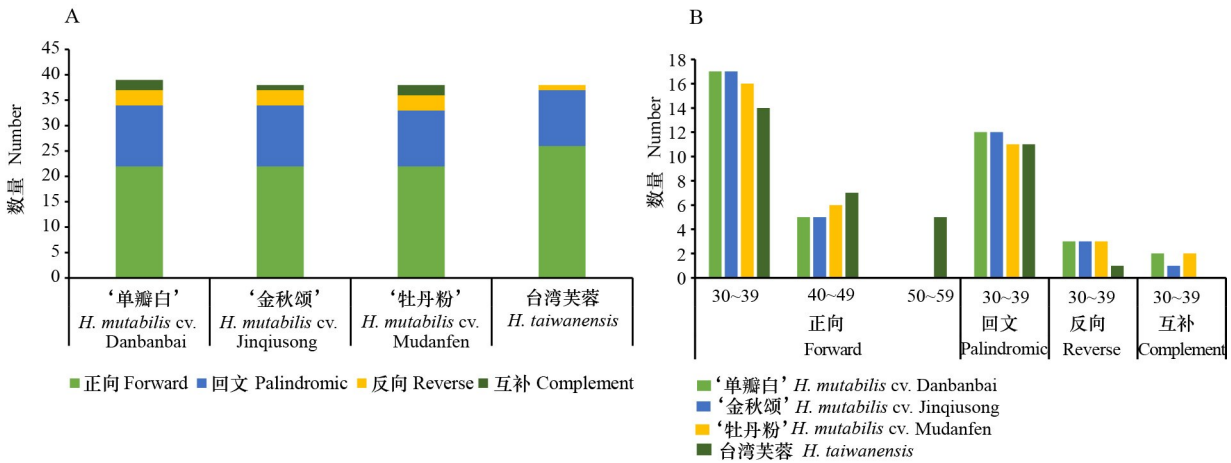 A
45
40
35
30
25
20
15
10
5
0
数量 Number
‘单瓣白’
H. mutabilis cv.
Danbanbai
‘金秋颂’
H. mutabilis cv.
Jinqiusong
‘牡丹粉’
H. mutabilis cv.
Mudanfen
台湾芙蓉
H. taiwanensis
正向 Forward
回文 Palindromic
反向 Reverse
互补 Complement
B
18
16
14
12
10
8
6
4
2
0
数量 Number
30~39
40~49
50~59
30~39
30~39
30~39
正向
Forward
回文
Palindromic
反向
Reverse
互补
Complement
‘单瓣白’ H. mutabilis cv. Danbanbai
‘金秋颂’ H. mutabilis cv. Jinqiusong
‘牡丹粉’ H. mutabilis cv. Mudanfen
台湾芙蓉 H. taiwanensis